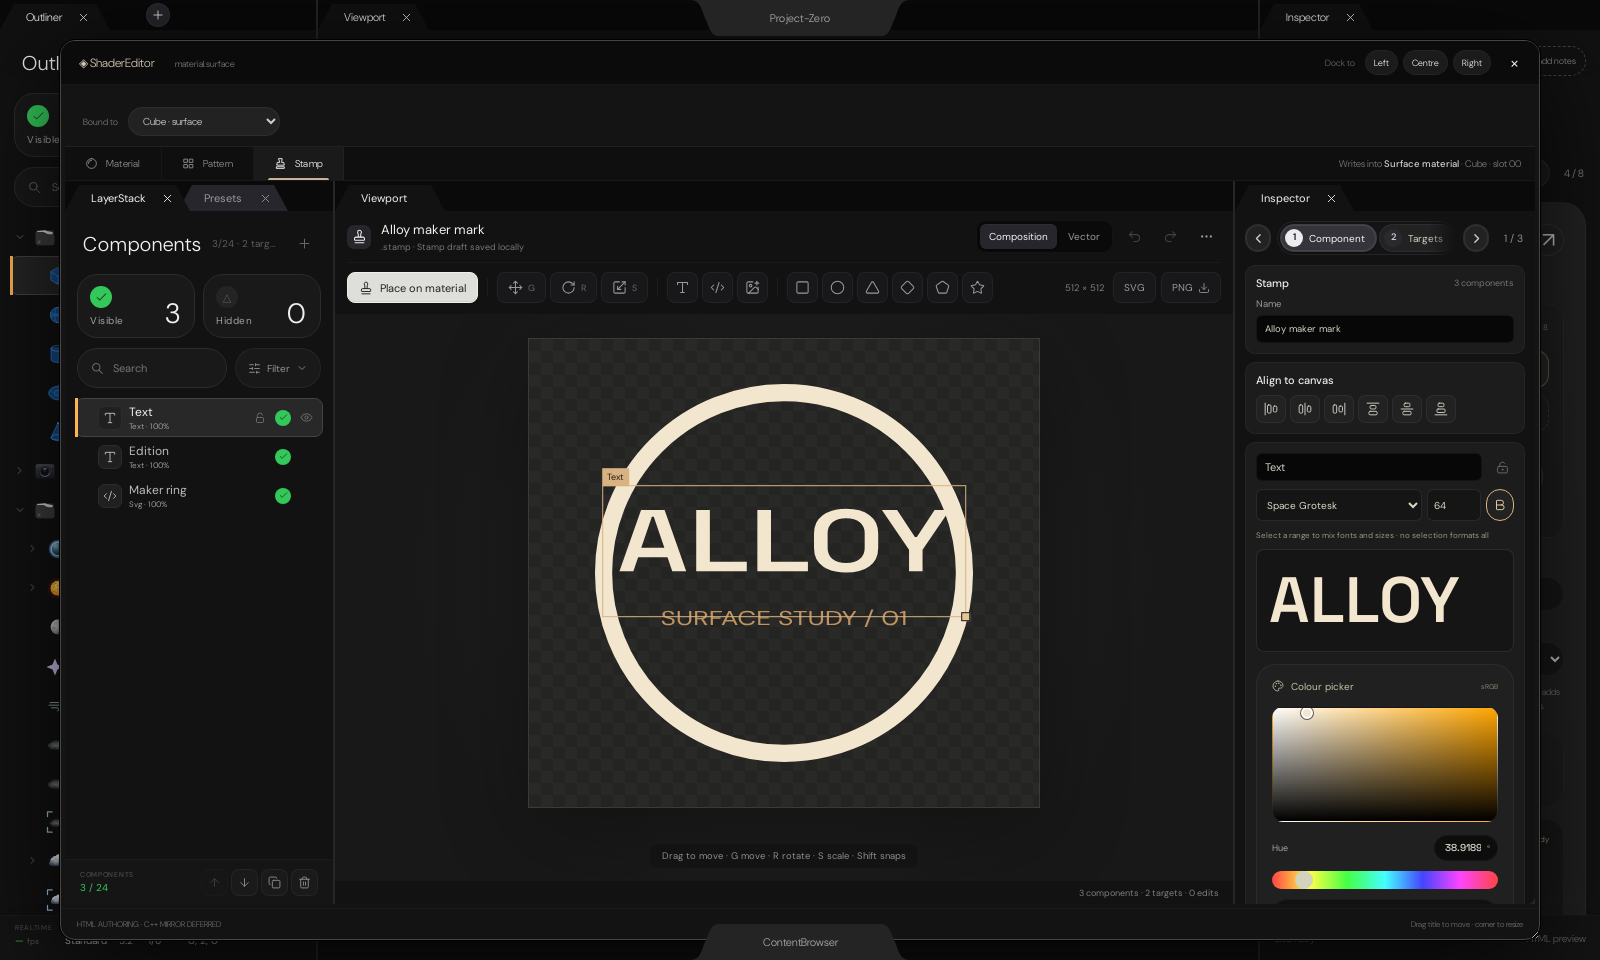 Outliner
Viewport
Project-Zero
Inspector
Outl
ShaderEditor
material.surface
Dock to
Left
Centre
Right
Visible
Bound to
Cube · surface
Material
Pattern
Stamp
Writes into Surface material · Cube · slot 00
4 / 8
LayerStack
Presets
Viewport
Inspector
Components
3/24 · 2 targ...
Alloy maker mark
.stamp · Stamp draft saved locally
Composition
Vector
1
Component
2
Targets
1 / 3
Visible
3
Hidden
0
Place on material
G
R
S
512 × 512
SVG
PNG
Stamp
3 components
Name
Alloy maker mark
Search
Filter
Align to canvas
Text
Text · 100%
Edition
Text · 100%
Maker ring
Svg · 100%
Text
ALLOY
SURFACE STUDY / 01
Text
Space Grotesk
64
B
Select a range to mix fonts and sizes · no selection formats all
ALLOY
Colour picker
sRGB
Hue
38.9189 °
Drag to move · G move · R rotate · S scale · Shift snaps
COMPONENTS
3 / 24
3 components · 2 targets · 0 edits
HTML AUTHORING · C++ MIRROR DEFERRED
Drag title to move · corner to resize
REALTIME
fps
ContentBrowser
preview